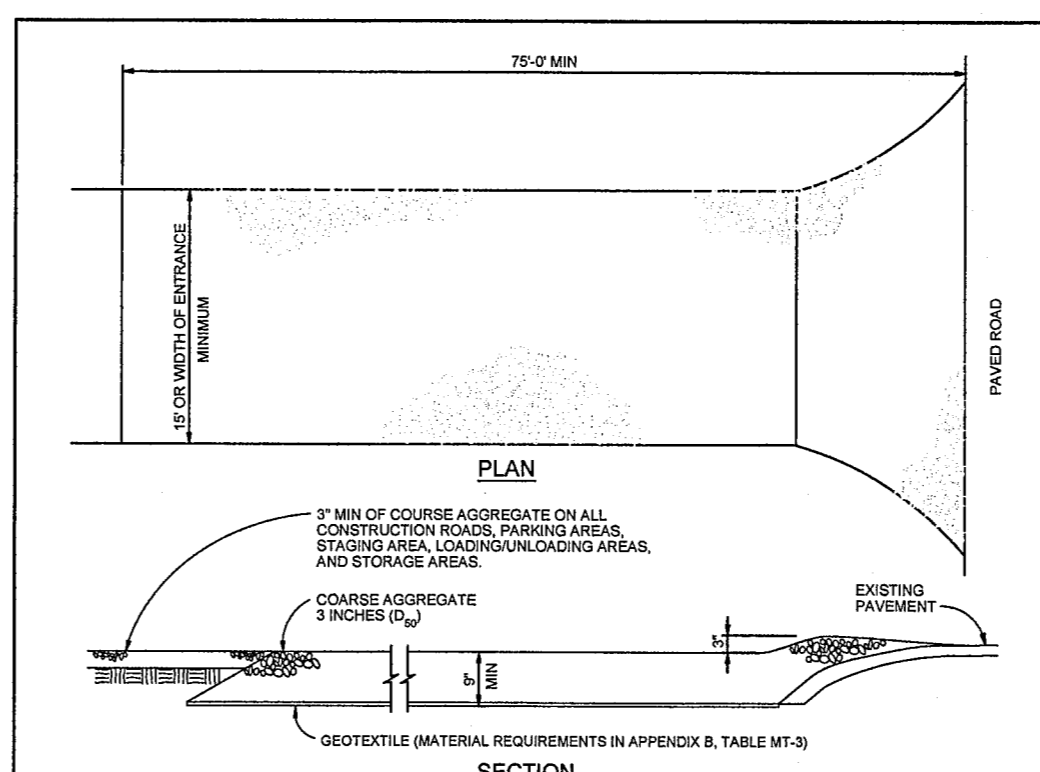 75'-0' MIN
15' OR WIDTH OF ENTRANCE
MINIMUM
PAVED ROAD
PLAN
3" MIN OF COURSE AGGREGATE ON ALL
CONSTRUCTION ROADS, PARKING AREAS,
STAGING AREA, LOADING/UNLOADING AREAS,
AND STORAGE AREAS.
COARSE AGGREGATE
3 INCHES (D50)
EXISTING
PAVEMENT
3"
9"
MIN
GEOTEXTILE (MATERIAL REQUIREMENTS IN APPENDIX B, TABLE MT-3)
SECTION